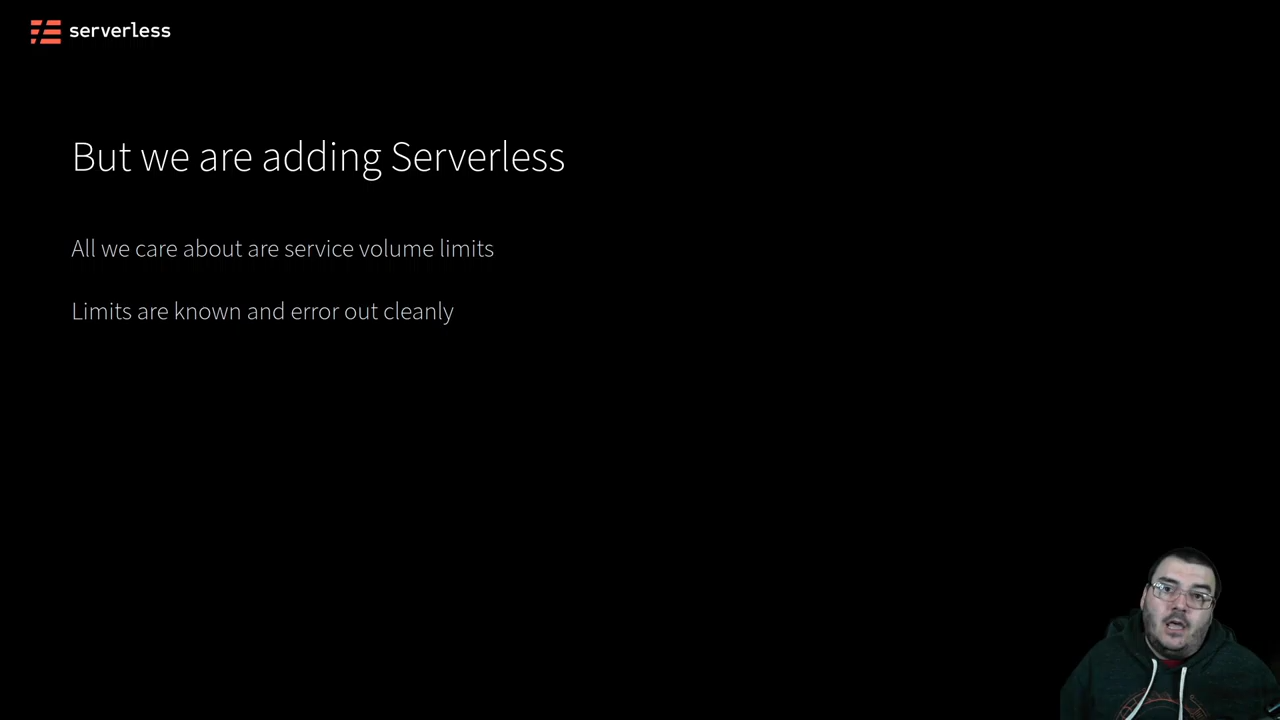 serverless
But we are adding Serverless
All we care about are service volume limits
Limits are known and error out cleanly